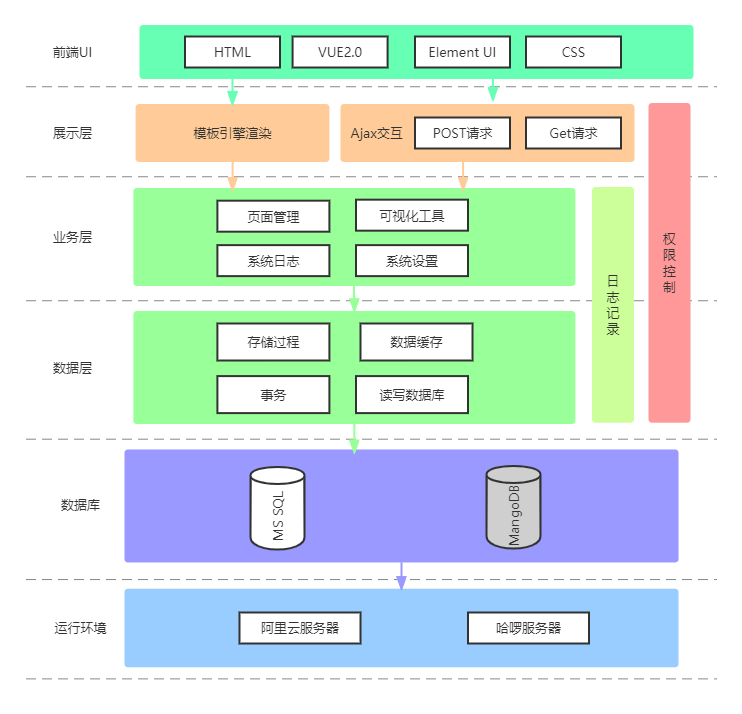 前端UI
HTML
VUE2.0
Element UI
CSS
展示层
模板引擎渲染
Ajax交互
POST请求
Get请求
业务层
页面管理
可视化工具
系统日志
系统设置
日志记录
权限控制
数据层
存储过程
数据缓存
事务
读写数据库
数据库
MS SQL
MangoDB
运行环境
阿里云服务器
哈啰服务器